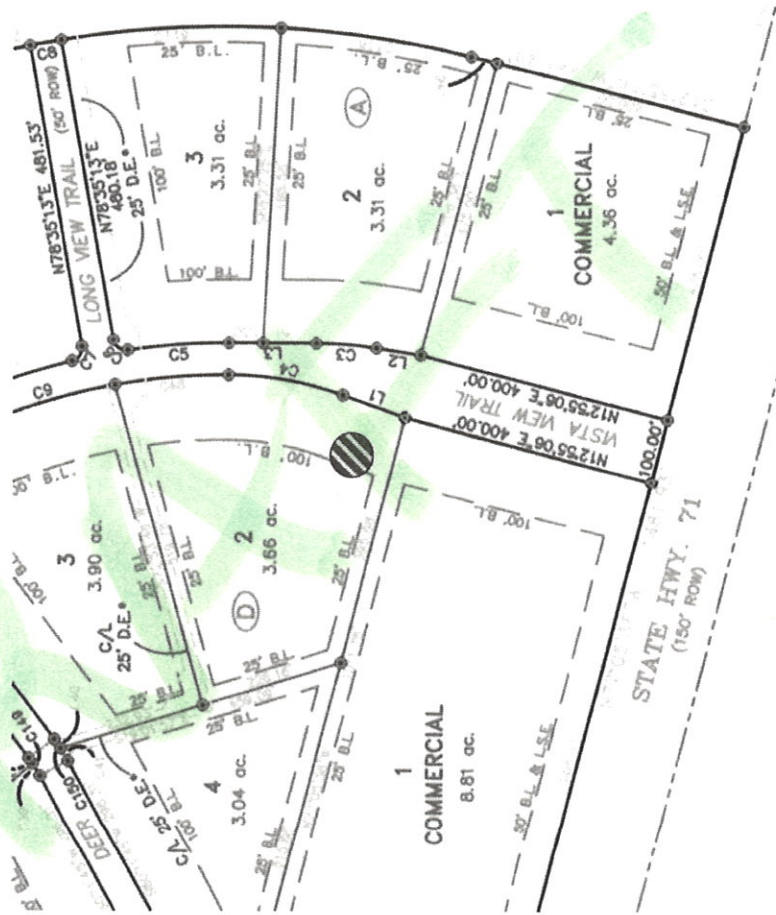 C8
N78°35'13"E 481.53'
LONG VIEW TRAIL (50' ROW)
N78°35'13"E
480.18'
25' D.E.*
C7
C6
C9
C5
L3
C4
C3
L2
L1
25' B.L.
100' B.L.
3
3.31 ac.
100' B.L.
25' B.L.
25' B.L.
A
2
3.31 ac.
25' B.L.
25' B.L.
25' B.L.
1
COMMERCIAL
4.36 ac.
100' B.L.
50' B.L. & L.S.E.
N12°55'06"E 400.00'
VISTA VIEW TRAIL
N12°55'06"E 400.00'
100.00'
B.L.
100' B.L.
3
3.90 ac.
25' B.L.
25' B.L.
C/L
25' D.E.*
25' B.L.
100' B.L.
2
3.66 ac.
D
25' B.L.
25' B.L.
C149
C150
DEER
C/L 25' D.E.*
100' B.L.
25' B.L.
4
3.04 ac.
25' B.L.
25' B.L.
1
COMMERCIAL
8.81 ac.
100' B.L.
50' B.L. & L.S.E.
STATE HWY. 71
(150' ROW)